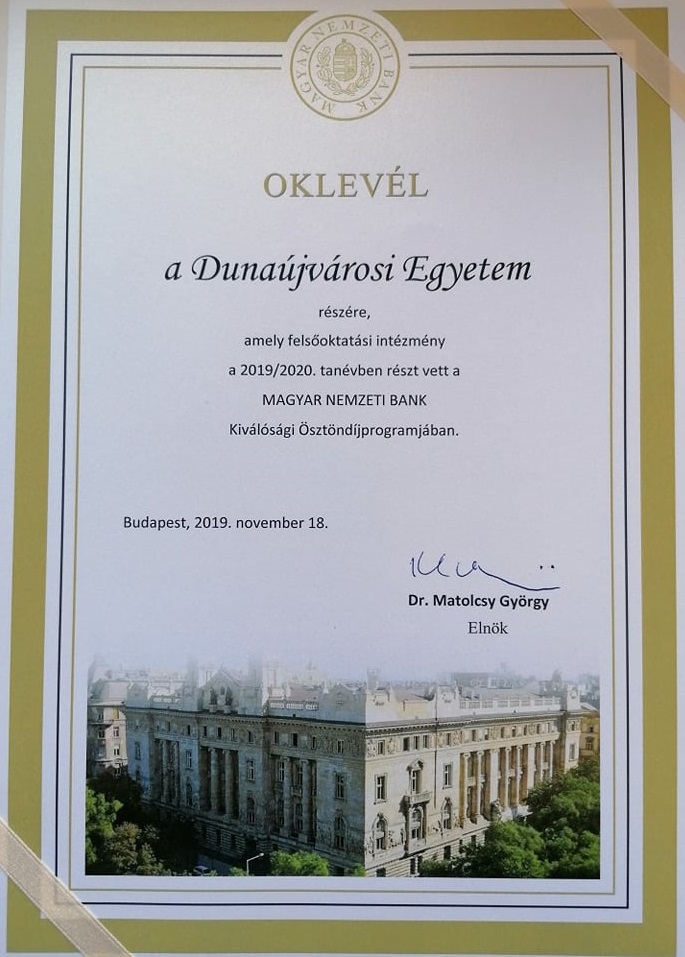 MAGYAR NEMZETI BANK
OKLEVÉL
a Dunaújvárosi Egyetem
részére,
amely felsőoktatási intézmény
a 2019/2020. tanévben részt vett a
MAGYAR NEMZETI BANK
Kiválósági Ösztöndíjprogramjában.
Budapest, 2019. november 18.
Dr. Matolcsy György
Elnök